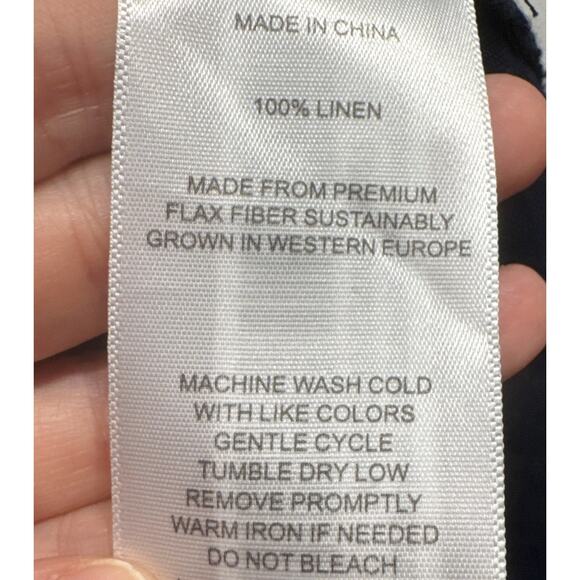 MADE IN CHINA
100% LINEN
MADE FROM PREMIUM
FLAX FIBER SUSTAINABLY
GROWN IN WESTERN EUROPE
MACHINE WASH COLD
WITH LIKE COLORS
GENTLE CYCLE
TUMBLE DRY LOW
REMOVE PROMPTLY
WARM IRON IF NEEDED
DO NOT BLEACH